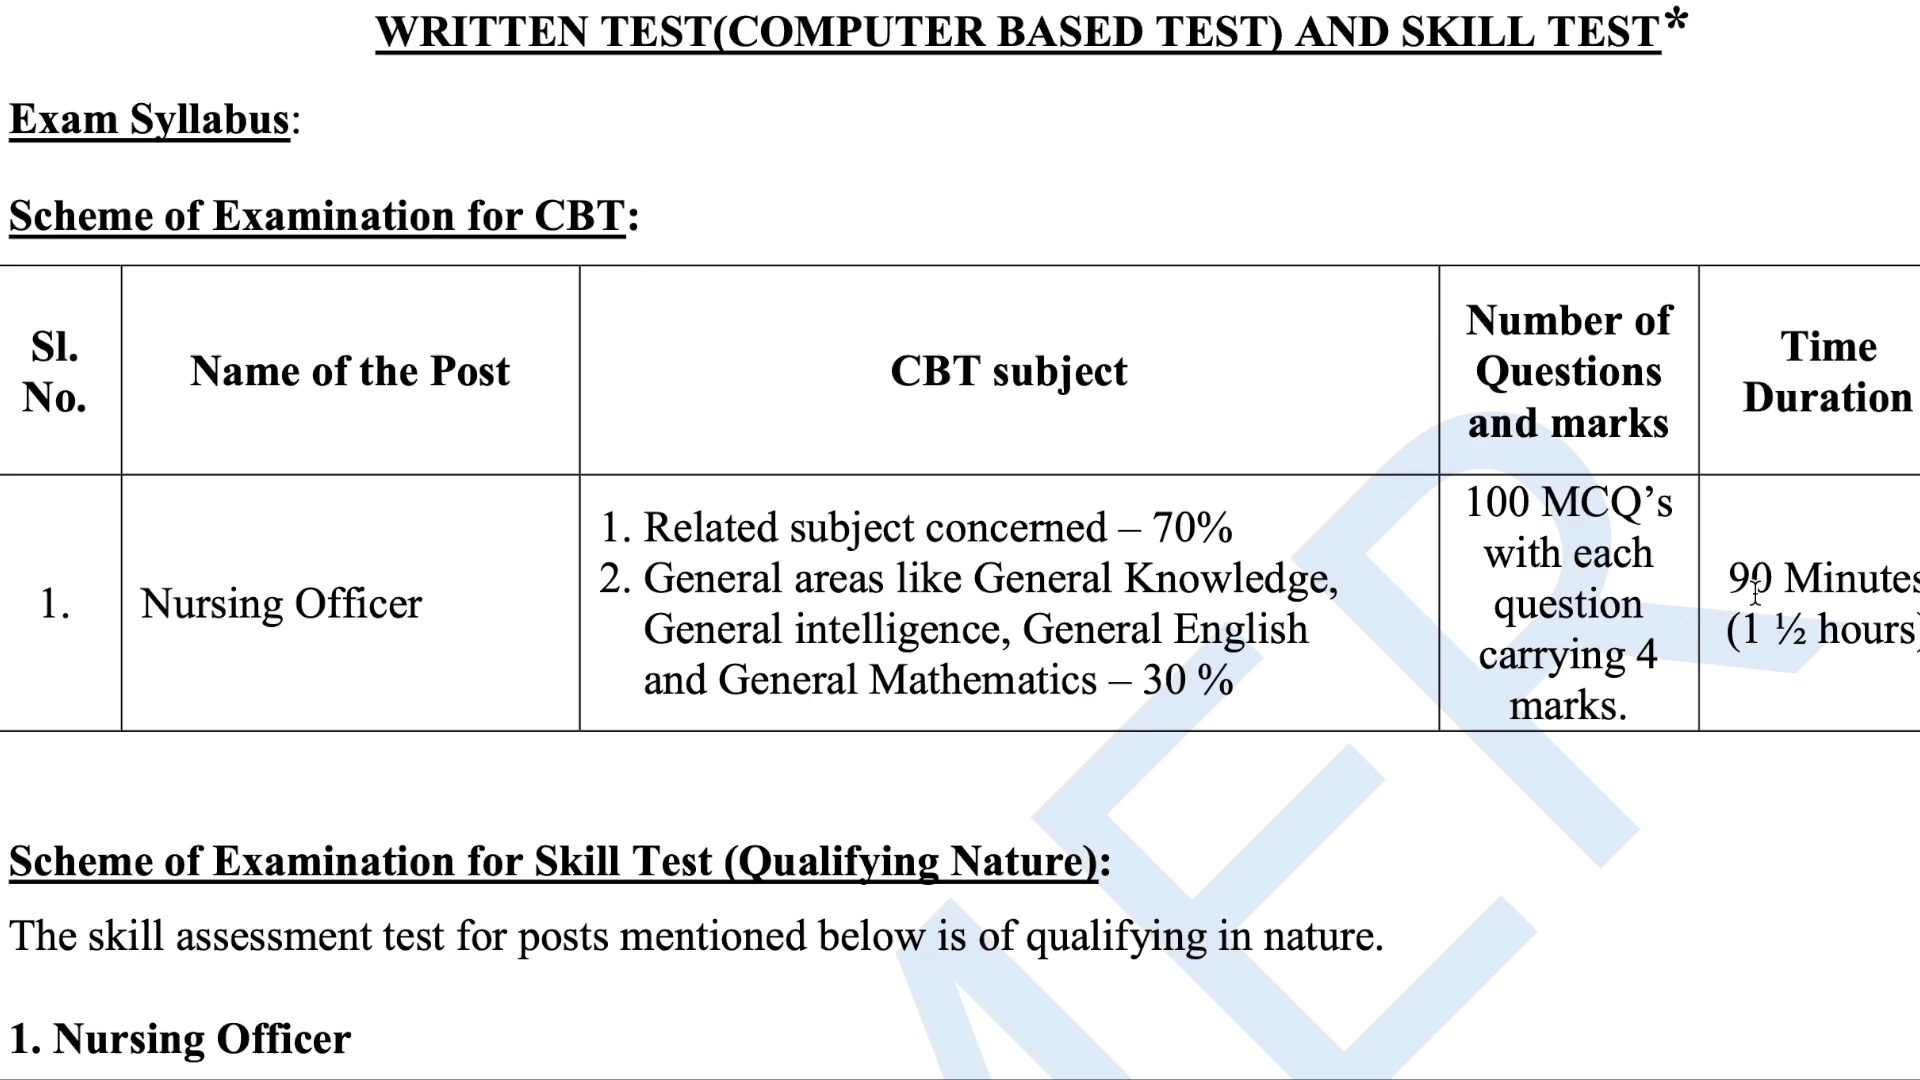 WRITTEN TEST(COMPUTER BASED TEST) AND SKILL TEST*
Exam Syllabus:
Scheme of Examination for CBT:
Sl.
No.
Name of the Post
CBT subject
Number of
Questions
and marks
Time
Duration
1.
Nursing Officer
1. Related subject concerned – 70%
2. General areas like General Knowledge,
General intelligence, General English
and General Mathematics – 30 %
100 MCQ’s
with each
question
carrying 4
marks.
90 Minutes
(1 ½ hours)
Scheme of Examination for Skill Test (Qualifying Nature):
The skill assessment test for posts mentioned below is of qualifying in nature.
1. Nursing Officer
MER